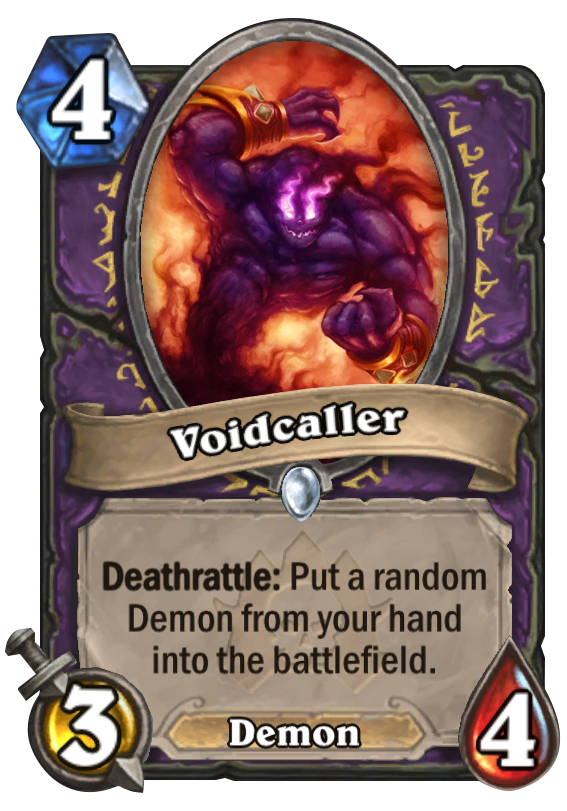 4
Voidcaller
Deathrattle: Put a random
Demon from your hand
into the battlefield.
3
Demon
4